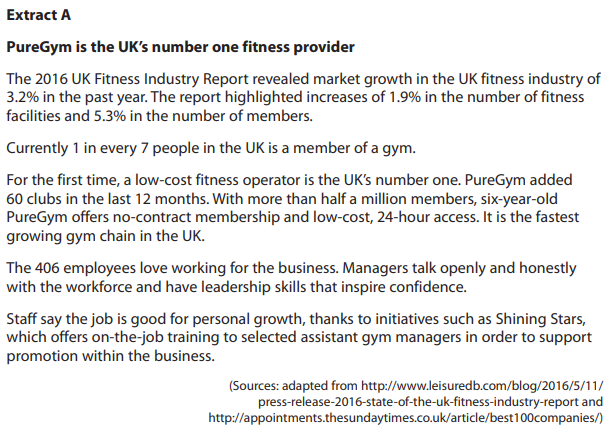 Extract A
PureGym is the UK’s number one fitness provider
The 2016 UK Fitness Industry Report revealed market growth in the UK fitness industry of
3.2% in the past year. The report highlighted increases of 1.9% in the number of fitness
facilities and 5.3% in the number of members.
Currently 1 in every 7 people in the UK is a member of a gym.
For the first time, a low-cost fitness operator is the UK’s number one. PureGym added
60 clubs in the last 12 months. With more than half a million members, six-year-old
PureGym offers no-contract membership and low-cost, 24-hour access. It is the fastest
growing gym chain in the UK.
The 406 employees love working for the business. Managers talk openly and honestly
with the workforce and have leadership skills that inspire confidence.
Staff say the job is good for personal growth, thanks to initiatives such as Shining Stars,
which offers on-the-job training to selected assistant gym managers in order to support
promotion within the business.
(Sources: adapted from http://www.leisuredb.com/blog/2016/5/11/
press-release-2016-state-of-the-uk-fitness-industry-report and
http://appointments.thesundaytimes.co.uk/article/best100companies/)